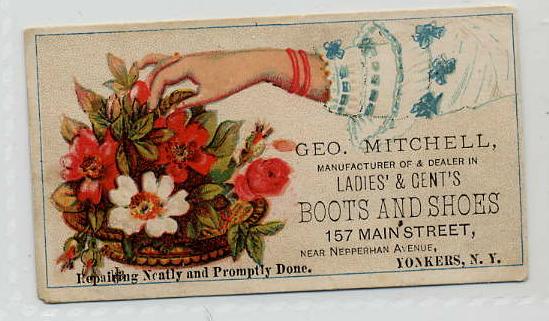 GEO. MITCHELL,
MANUFACTURER OF & DEALER IN
LADIES' & GENT'S
BOOTS AND SHOES
157 MAIN STREET,
NEAR NEPPERHAN AVENUE,
YONKERS, N. Y.
Repairing Neatly and Promptly Done.